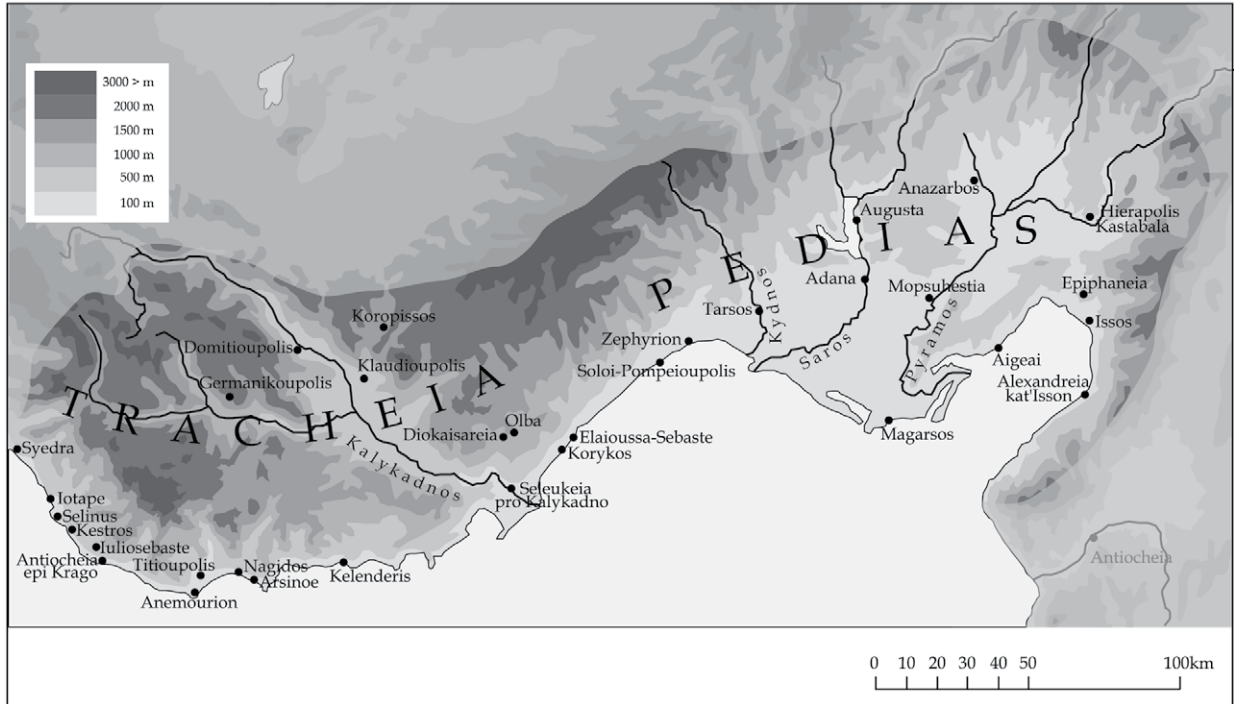 3000 > m
2000 m
1500 m
1000 m
500 m
100 m
TRACHEIA
PEDIAS
Anazarbos
Augusta
Hierapolis
Kastabala
Adana
Mopsuhestia
Epiphaneia
Tarsos
Kydnos
Issos
Koropissos
Zephyrion
Saros
Pyramos
Domitioupolis
Klaudioupolis
Soloi-Pompeioupolis
Aigeai
Germanikoupolis
Alexandreia
kat'Isson
Olba
Diokaisareia
Elaioussa-Sebaste
Magarsos
Syedra
Kalykadnos
Korykos
Iotape
Seleukeia
pro Kalykadno
Selinus
Kestros
Iuliosebaste
Antiocheia
epi Krago
Titioupolis
Nagidos
Arsinoe
Kelenderis
Antiocheia
Anemourion
0 10 20 30 40 50 100km